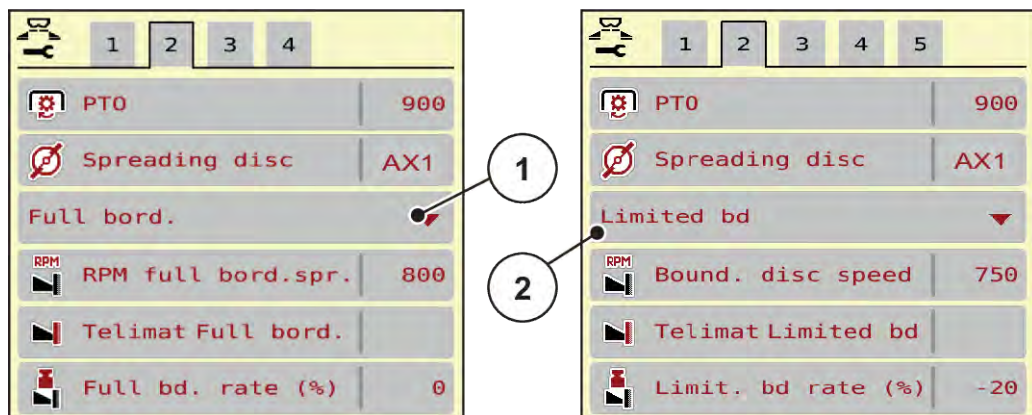 1 2 3 4
PTO 900
Spreading disc AX1
Full bord.
RPM RPM full bord.spr. 800
Telimat Full bord.
Full bd. rate (%) 0
1
2
1 2 3 4 5
PTO 900
Spreading disc AX1
Limited bd
RPM Bound. disc speed 750
Telimat Limited bd
Limit. bd rate (%) -20